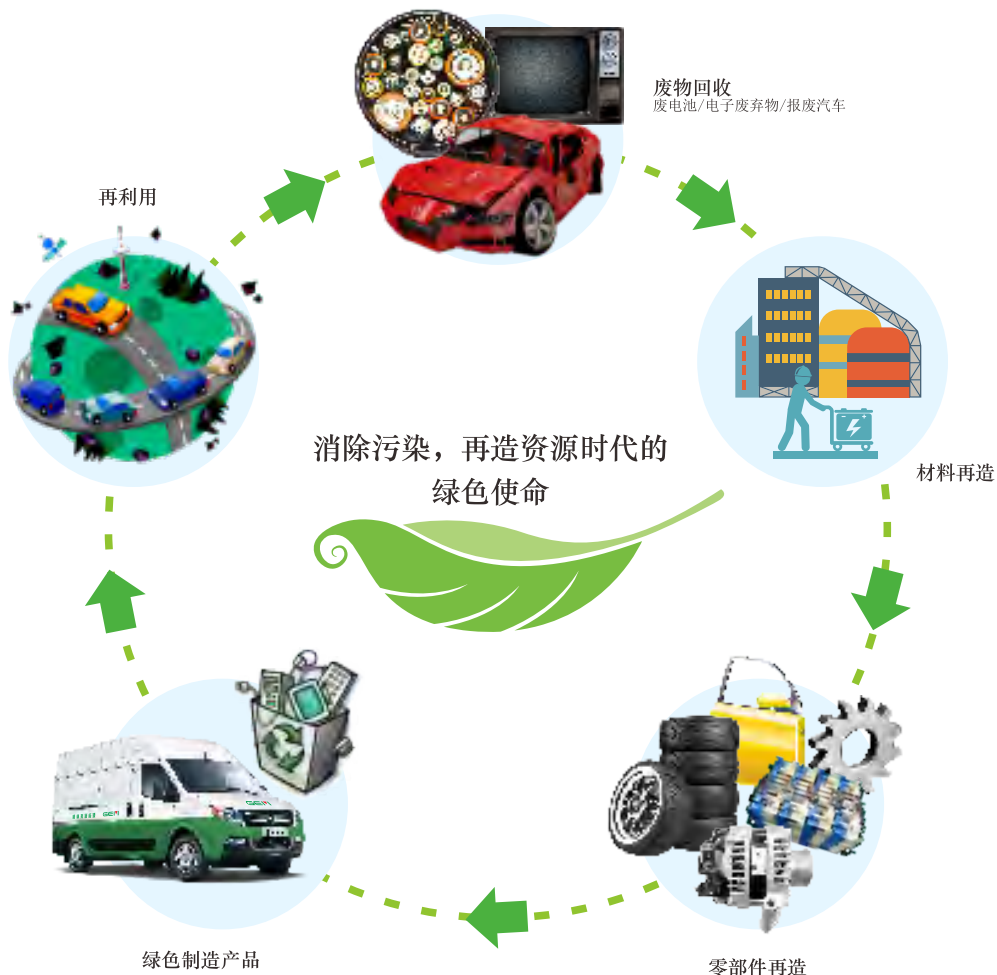 废物回收
废电池/电子废弃物/报废汽车
再利用
消除污染，再造资源时代的
绿色使命
材料再造
GEM
GEM
绿色制造产品
零部件再造